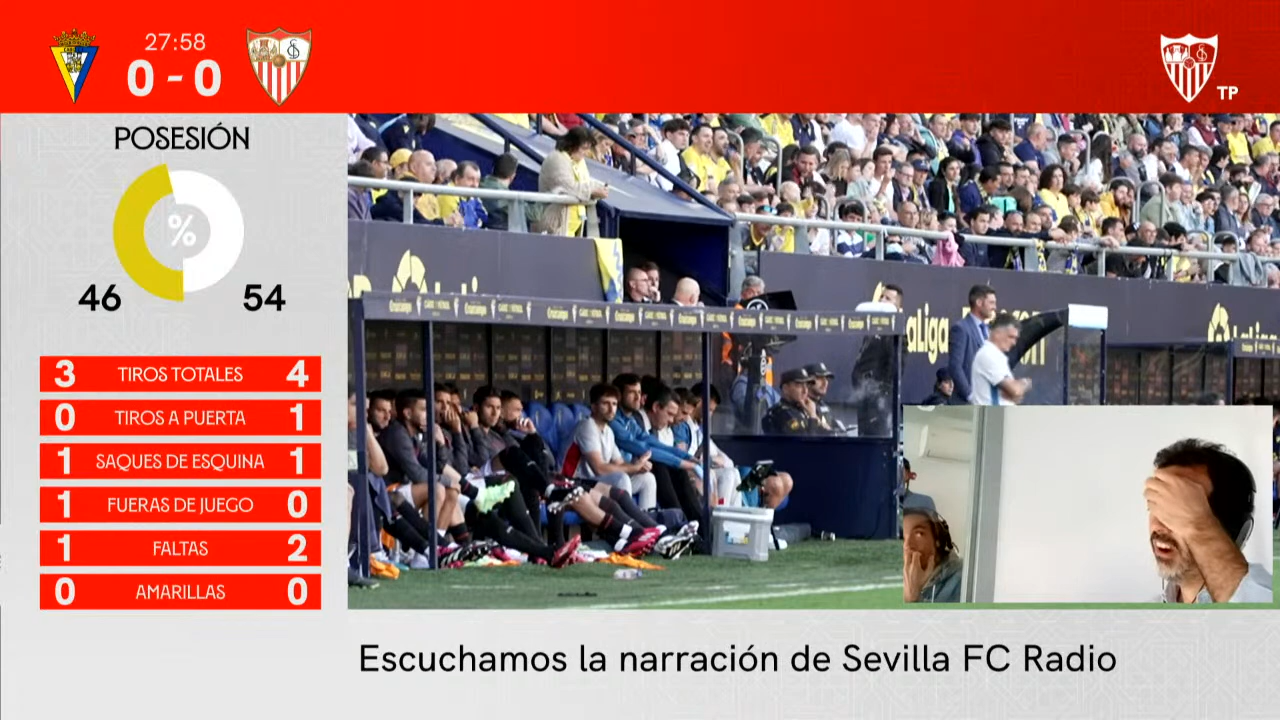 27:58
0 - 0
TP
POSESIÓN
%
46 54
3 TIROS TOTALES 4
0 TIROS A PUERTA 1
1 SAQUES DE ESQUINA 1
1 FUERAS DE JUEGO 0
1 FALTAS 2
0 AMARILLAS 0
aLiga
Escuchamos la narración de Sevilla FC Radio